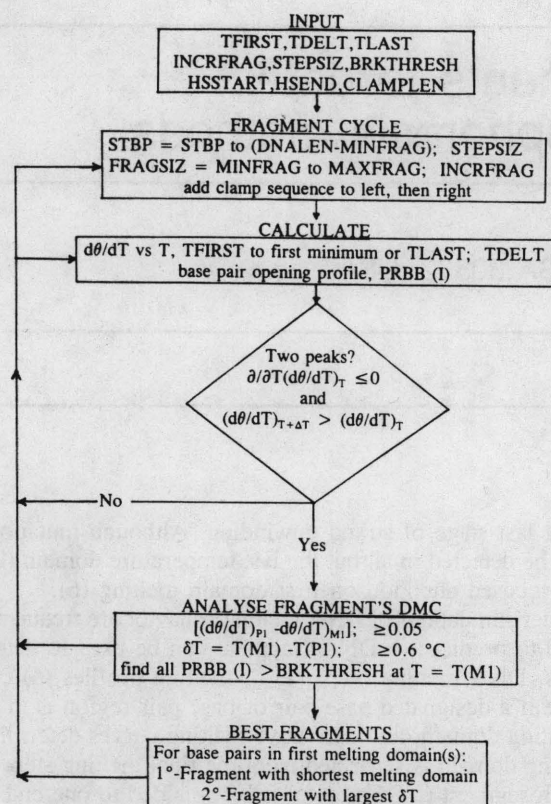 INPUT
TFIRST,TDELT,TLAST
INCRFRAG,STEPSIZ,BRKTHRESH
HSSTART,HSEND,CLAMPLEN
FRAGMENT CYCLE
STBP = STBP to (DNALEN-MINFRAG); STEPSIZ
FRAGSIZ = MINFRAG to MAXFRAG; INCRFRAG
add clamp sequence to left, then right
CALCULATE
dθ/dT vs T, TFIRST to first minimum or TLAST; TDELT
base pair opening profile, PRBB (I)
Two peaks?
∂/∂T(dθ/dT)T ≤0
and
(dθ/dT)T+ΔT > (dθ/dT)T
No
Yes
ANALYSE FRAGMENT'S DMC
[(dθ/dT)P1 -dθ/dT)M1]; ≥0.05
δT = T(M1) -T(P1); ≥0.6 °C
find all PRBB (I) >BRKTHRESH at T = T(M1)
BEST FRAGMENTS
For base pairs in first melting domain(s):
1°-Fragment with shortest melting domain
2°-Fragment with largest δT